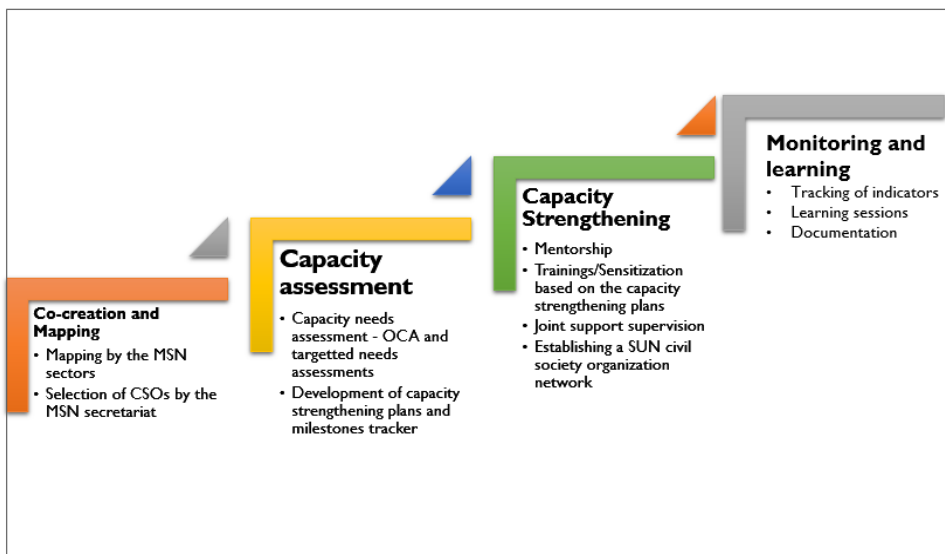 Co-creation and
Mapping
• Mapping by the MSN
sectors
• Selection of CSOs by the
MSN secretariat
Capacity
assessment
• Capacity needs
assessment - OCA and
targetted needs
assessments
• Development of capacity
strengthening plans and
milestones tracker
Capacity
Strengthening
• Mentorship
• Trainings/Sensitization
based on the capacity
strengthening plans
• Joint support supervision
• Establishing a SUN civil
society organization
network
Monitoring and
learning
• Tracking of indicators
• Learning sessions
• Documentation